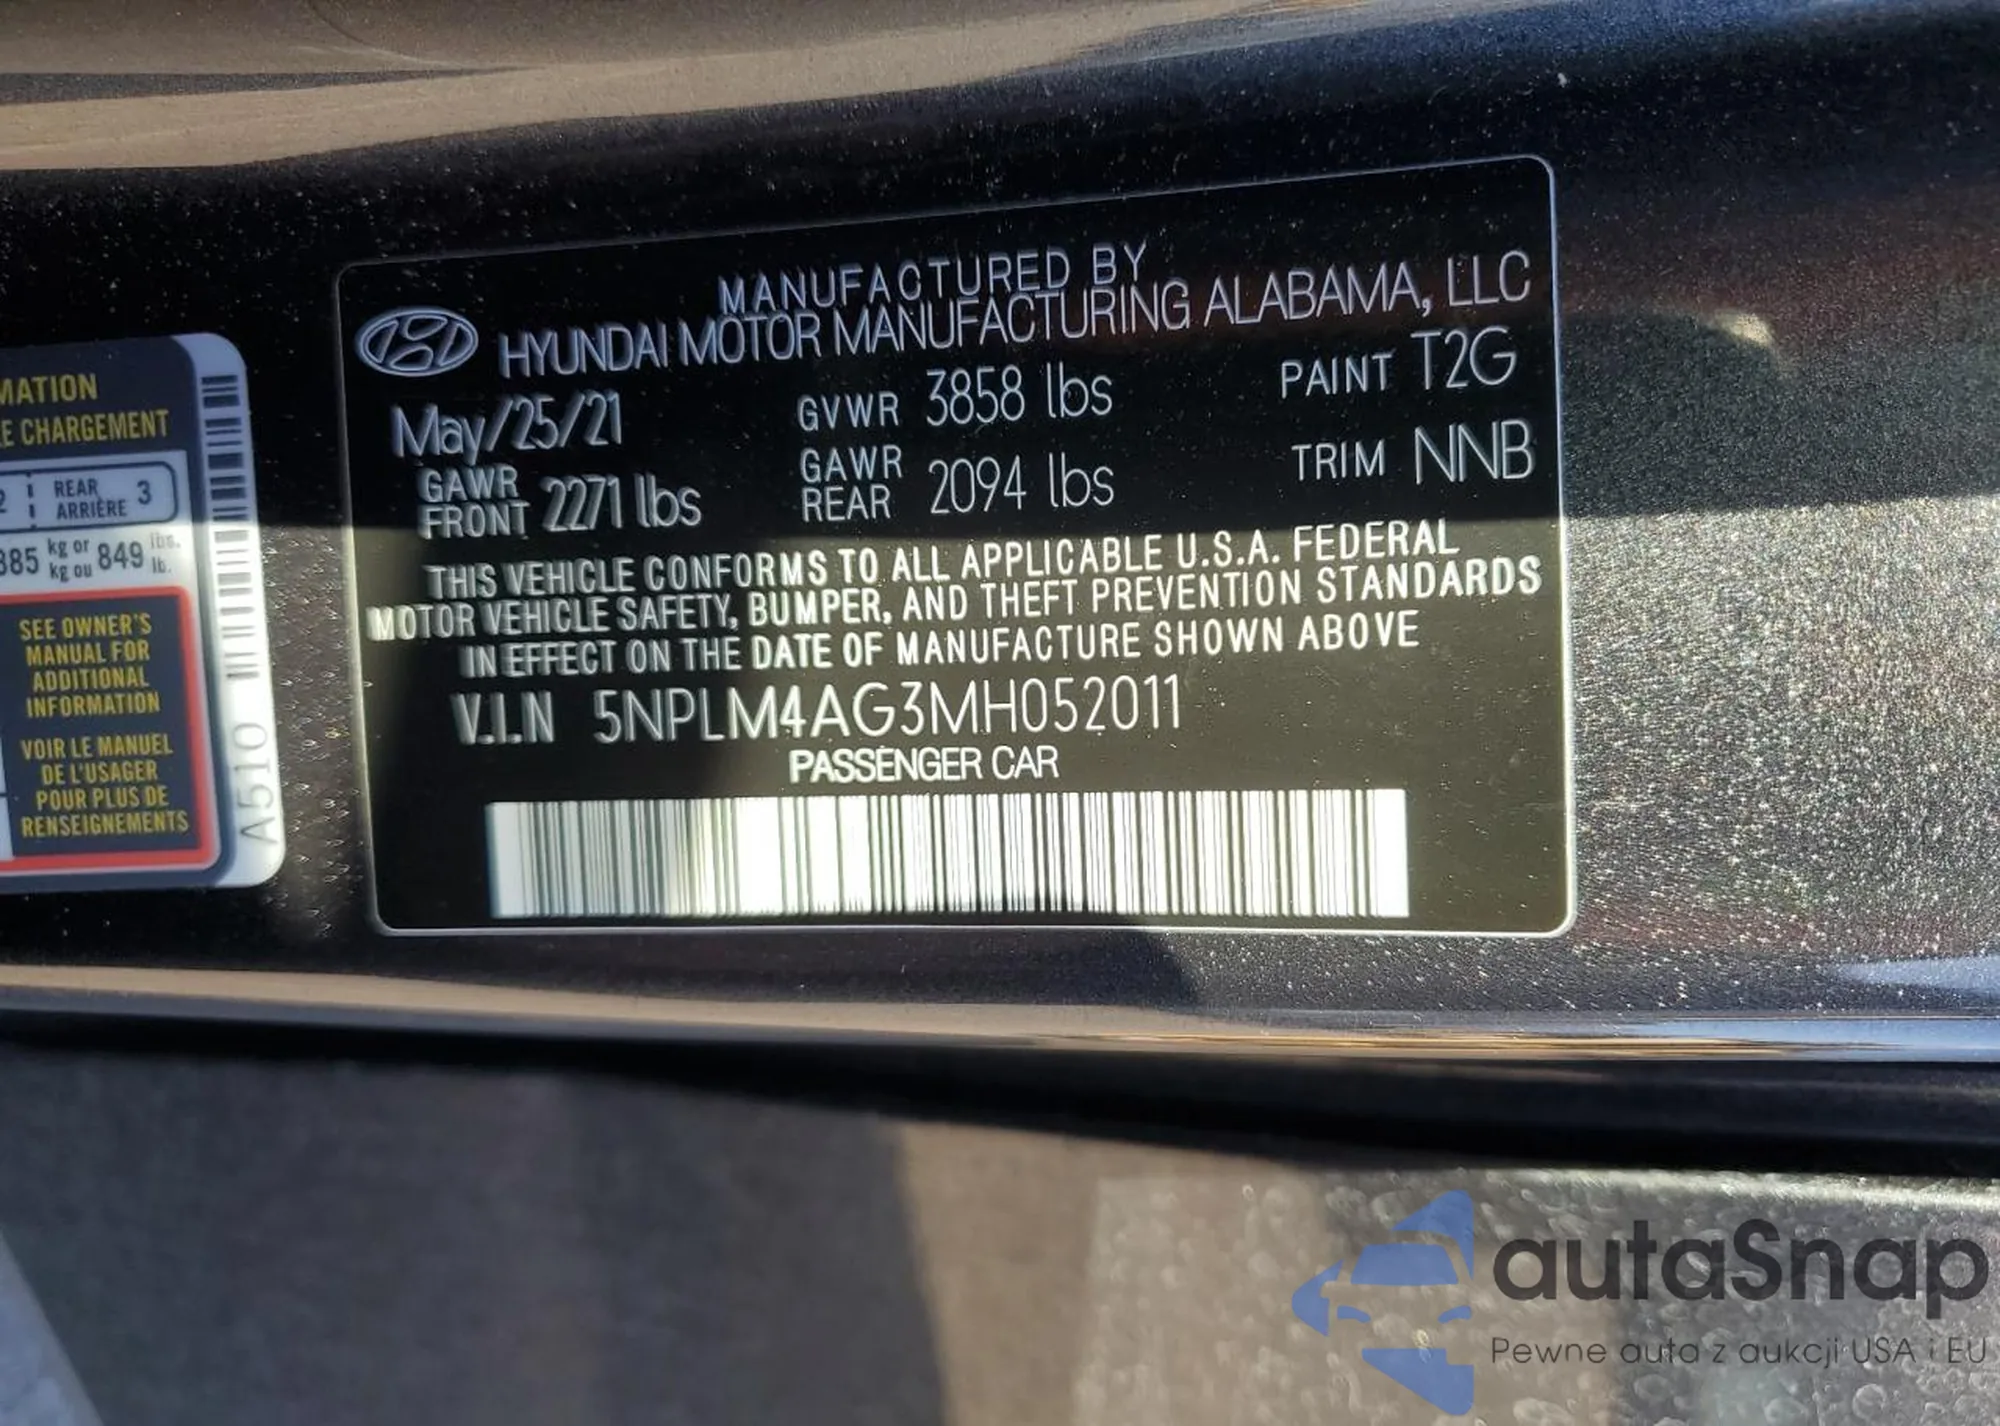 MATION
E CHARGEMENT
2 REAR ARRIÈRE 3
385 kg or kg ou 849 lbs. lb.
SEE OWNER'S
MANUAL FOR
ADDITIONAL
INFORMATION
VOIR LE MANUEL
DE L'USAGER
POUR PLUS DE
RENSEIGNEMENTS
A510
MANUFACTURED BY
HYUNDAI MOTOR MANUFACTURING ALABAMA, LLC
May/25/21 GVWR 3858 lbs PAINT T2G
GAWR FRONT 2271 lbs GAWR REAR 2094 lbs TRIM NNB
THIS VEHICLE CONFORMS TO ALL APPLICABLE U.S.A. FEDERAL
MOTOR VEHICLE SAFETY, BUMPER, AND THEFT PREVENTION STANDARDS
IN EFFECT ON THE DATE OF MANUFACTURE SHOWN ABOVE
V.I.N 5NPLM4AG3MH052011
PASSENGER CAR
autaSnap
Pewne auta z aukcji USA i EU